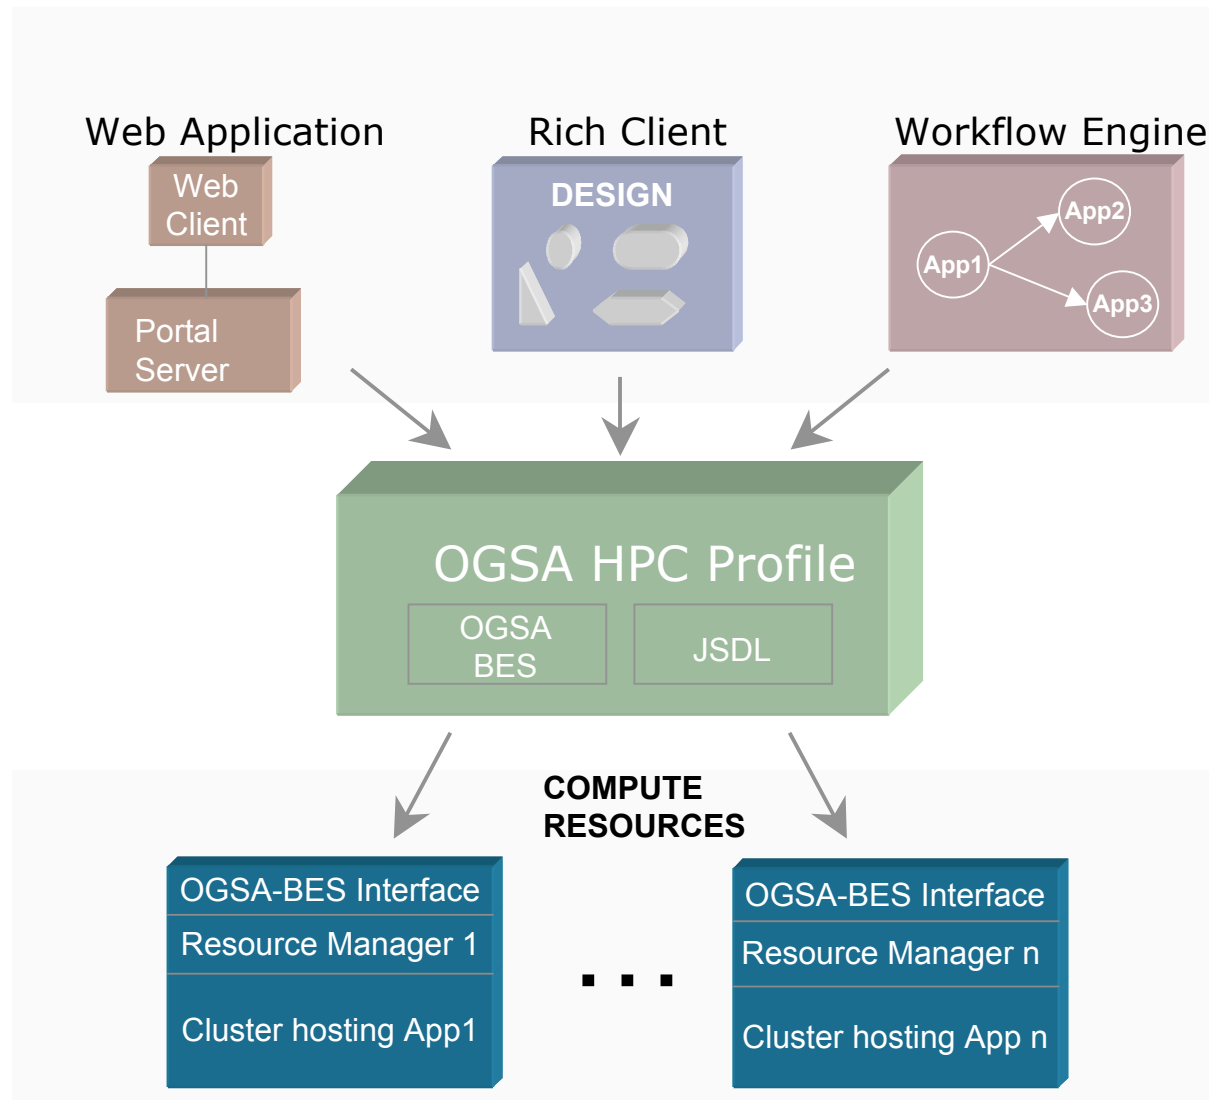 Web Application
Web
Client
Portal
Server
Rich Client
DESIGN
Workflow Engine
App1
App2
App3
OGSA HPC Profile
OGSA
BES
JSDL
COMPUTE
RESOURCES
OGSA-BES Interface
Resource Manager 1
Cluster hosting App1
...
OGSA-BES Interface
Resource Manager n
Cluster hosting App n